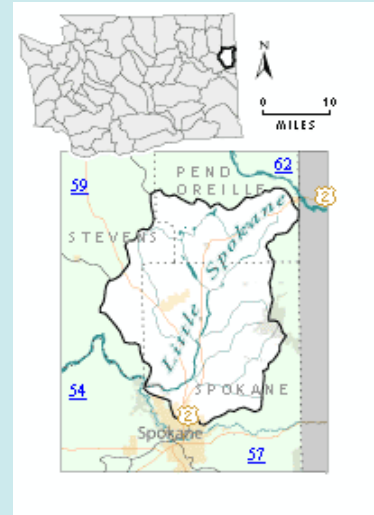 N
0 10
MILES
62
PEND
OREILLE
59
2
STEVENS
Little Spokane
54
SPOKANE
2
Spokane
57